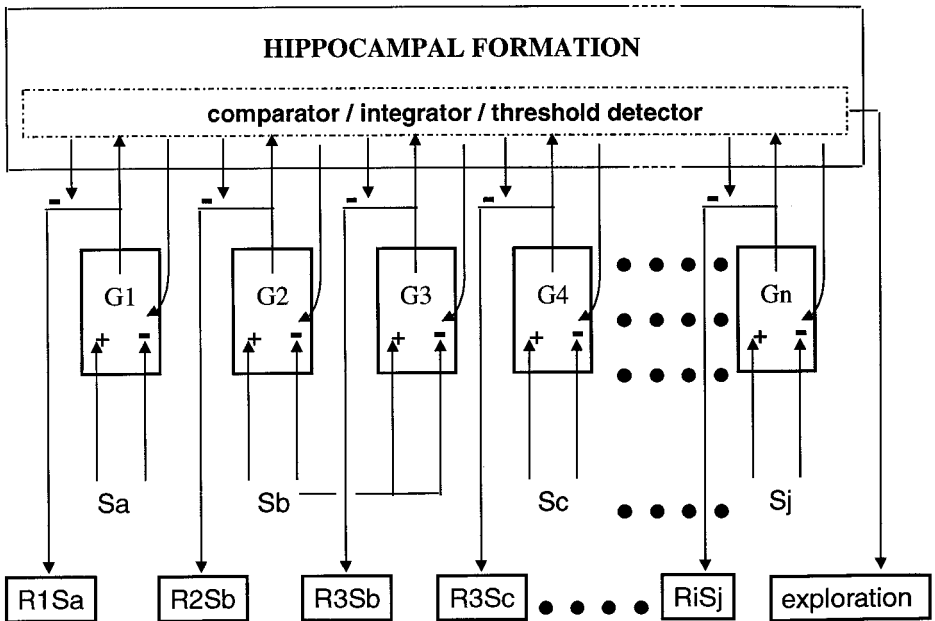 HIPPOCAMPAL FORMATION
comparator / integrator / threshold detector
- - - - -
G1 G2 G3 G4 Gn
+ - + - + - + - + -
Sa Sb Sc Sj
R1Sa R2Sb R3Sb R3Sc RiSj exploration